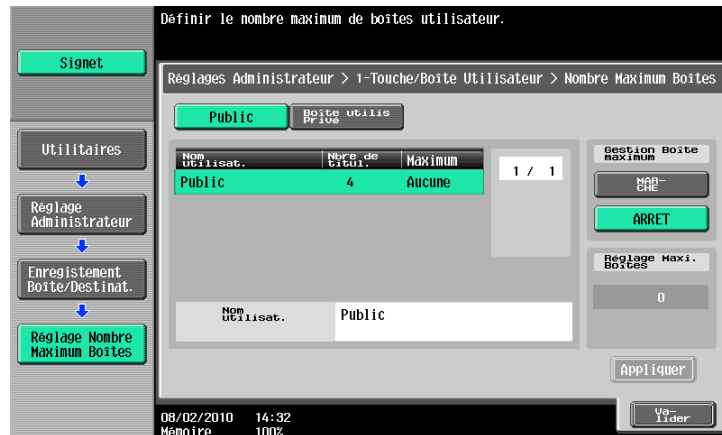 Définir le nombre maximum de boîtes utilisateur.
Signet
Réglages Administrateur > 1-Touche/Boîte Utilisateur > Nombre Maximum Boîtes
Public
Boîte utilis
Privé
Utilitaires
Réglage
Administrateur
Enregistement
Boîte/Destinat.
Réglage Nombre
Maximum Boîtes
Nom
utilisat.
Nbre de
titul.
Maximum
Public 4 Aucune
1 / 1
Nom
utilisat.
Public
Gestion Boîte
maximum
MAR-
CHE
ARRET
Réglage Maxi.
Boîtes
0
Appliquer
Va-
lider
08/02/2010 14:32
Mémoire 100%